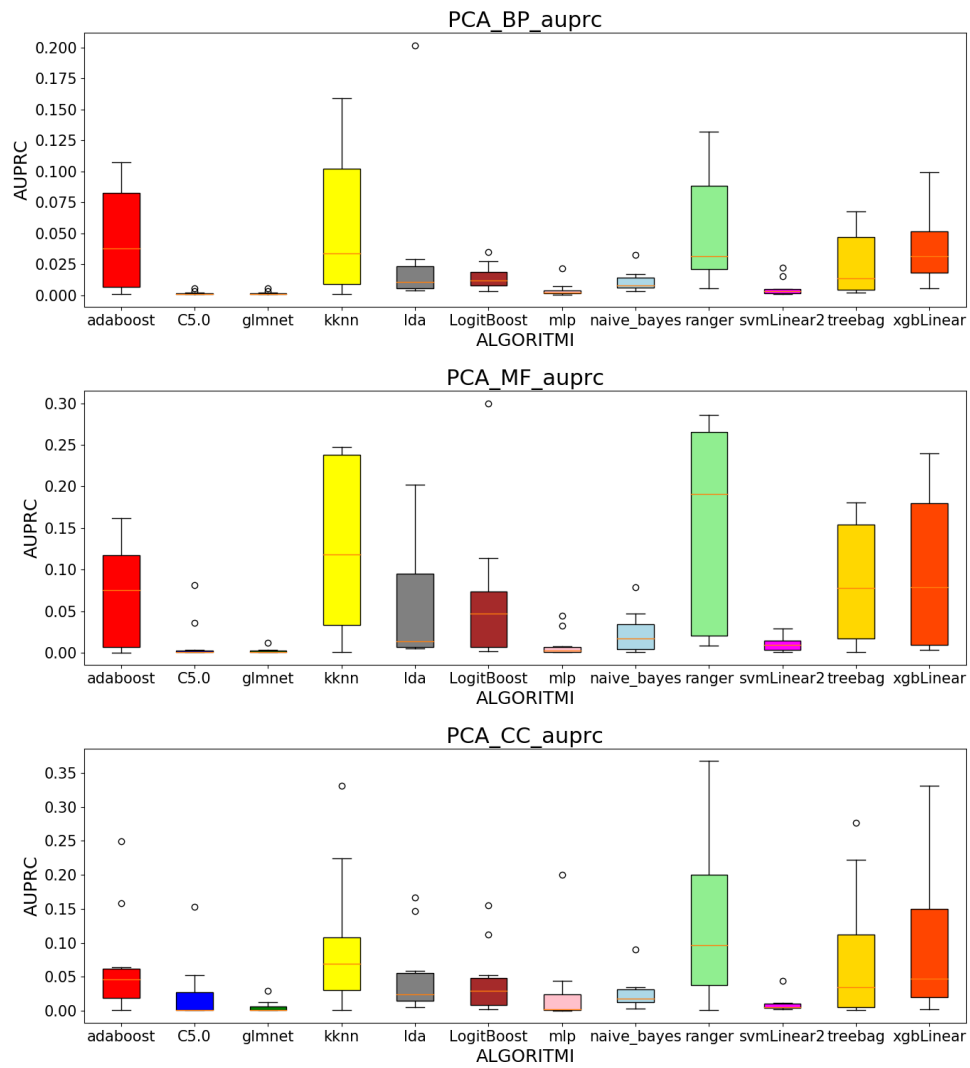 PCA_BP_auprc
0.200
0.175
0.150
0.125
0.100
0.075
0.050
0.025
0.000
AUPRC
adaboost C5.0 glmnet kknn lda LogitBoost mlp naive_bayes ranger svmLinear2 treebag xgbLinear
ALGORITMI
PCA_MF_auprc
0.30
0.25
0.20
0.15
0.10
0.05
0.00
AUPRC
adaboost C5.0 glmnet kknn lda LogitBoost mlp naive_bayes ranger svmLinear2 treebag xgbLinear
ALGORITMI
PCA_CC_auprc
0.35
0.30
0.25
0.20
0.15
0.10
0.05
0.00
AUPRC
adaboost C5.0 glmnet kknn lda LogitBoost mlp naive_bayes ranger svmLinear2 treebag xgbLinear
ALGORITMI